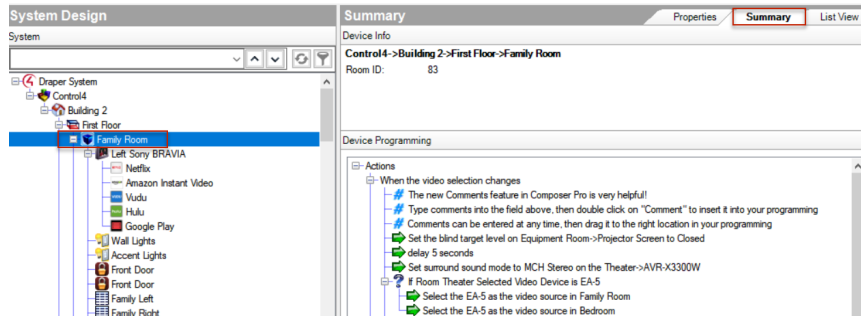 System Design
System
Draper System
Control4
Building 2
First Floor
Family Room
Left Sony BRAVIA
Netflix
Amazon Instant Video
Vudu
Hulu
Google Play
Wall Lights
Accent Lights
Front Door
Front Door
Family Left
Family Right
Summary
Properties
Summary
List View
Device Info
Control4->Building 2->First Floor->Family Room
Room ID: 83
Device Programming
Actions
When the video selection changes
# The new Comments feature in Composer Pro is very helpful!
# Type comments into the field above, then double click on "Comment" to insert it into your programming
# Comments can be entered at any time, then drag it to the right location in your programming
Set the blind target level on Equipment Room->Projector Screen to Closed
delay 5 seconds
Set surround sound mode to MCH Stereo on the Theater->AVR-X3300W
? If Room Theater Selected Video Device is EA-5
Select the EA-5 as the video source in Family Room
Select the EA-5 as the video source in Bedroom